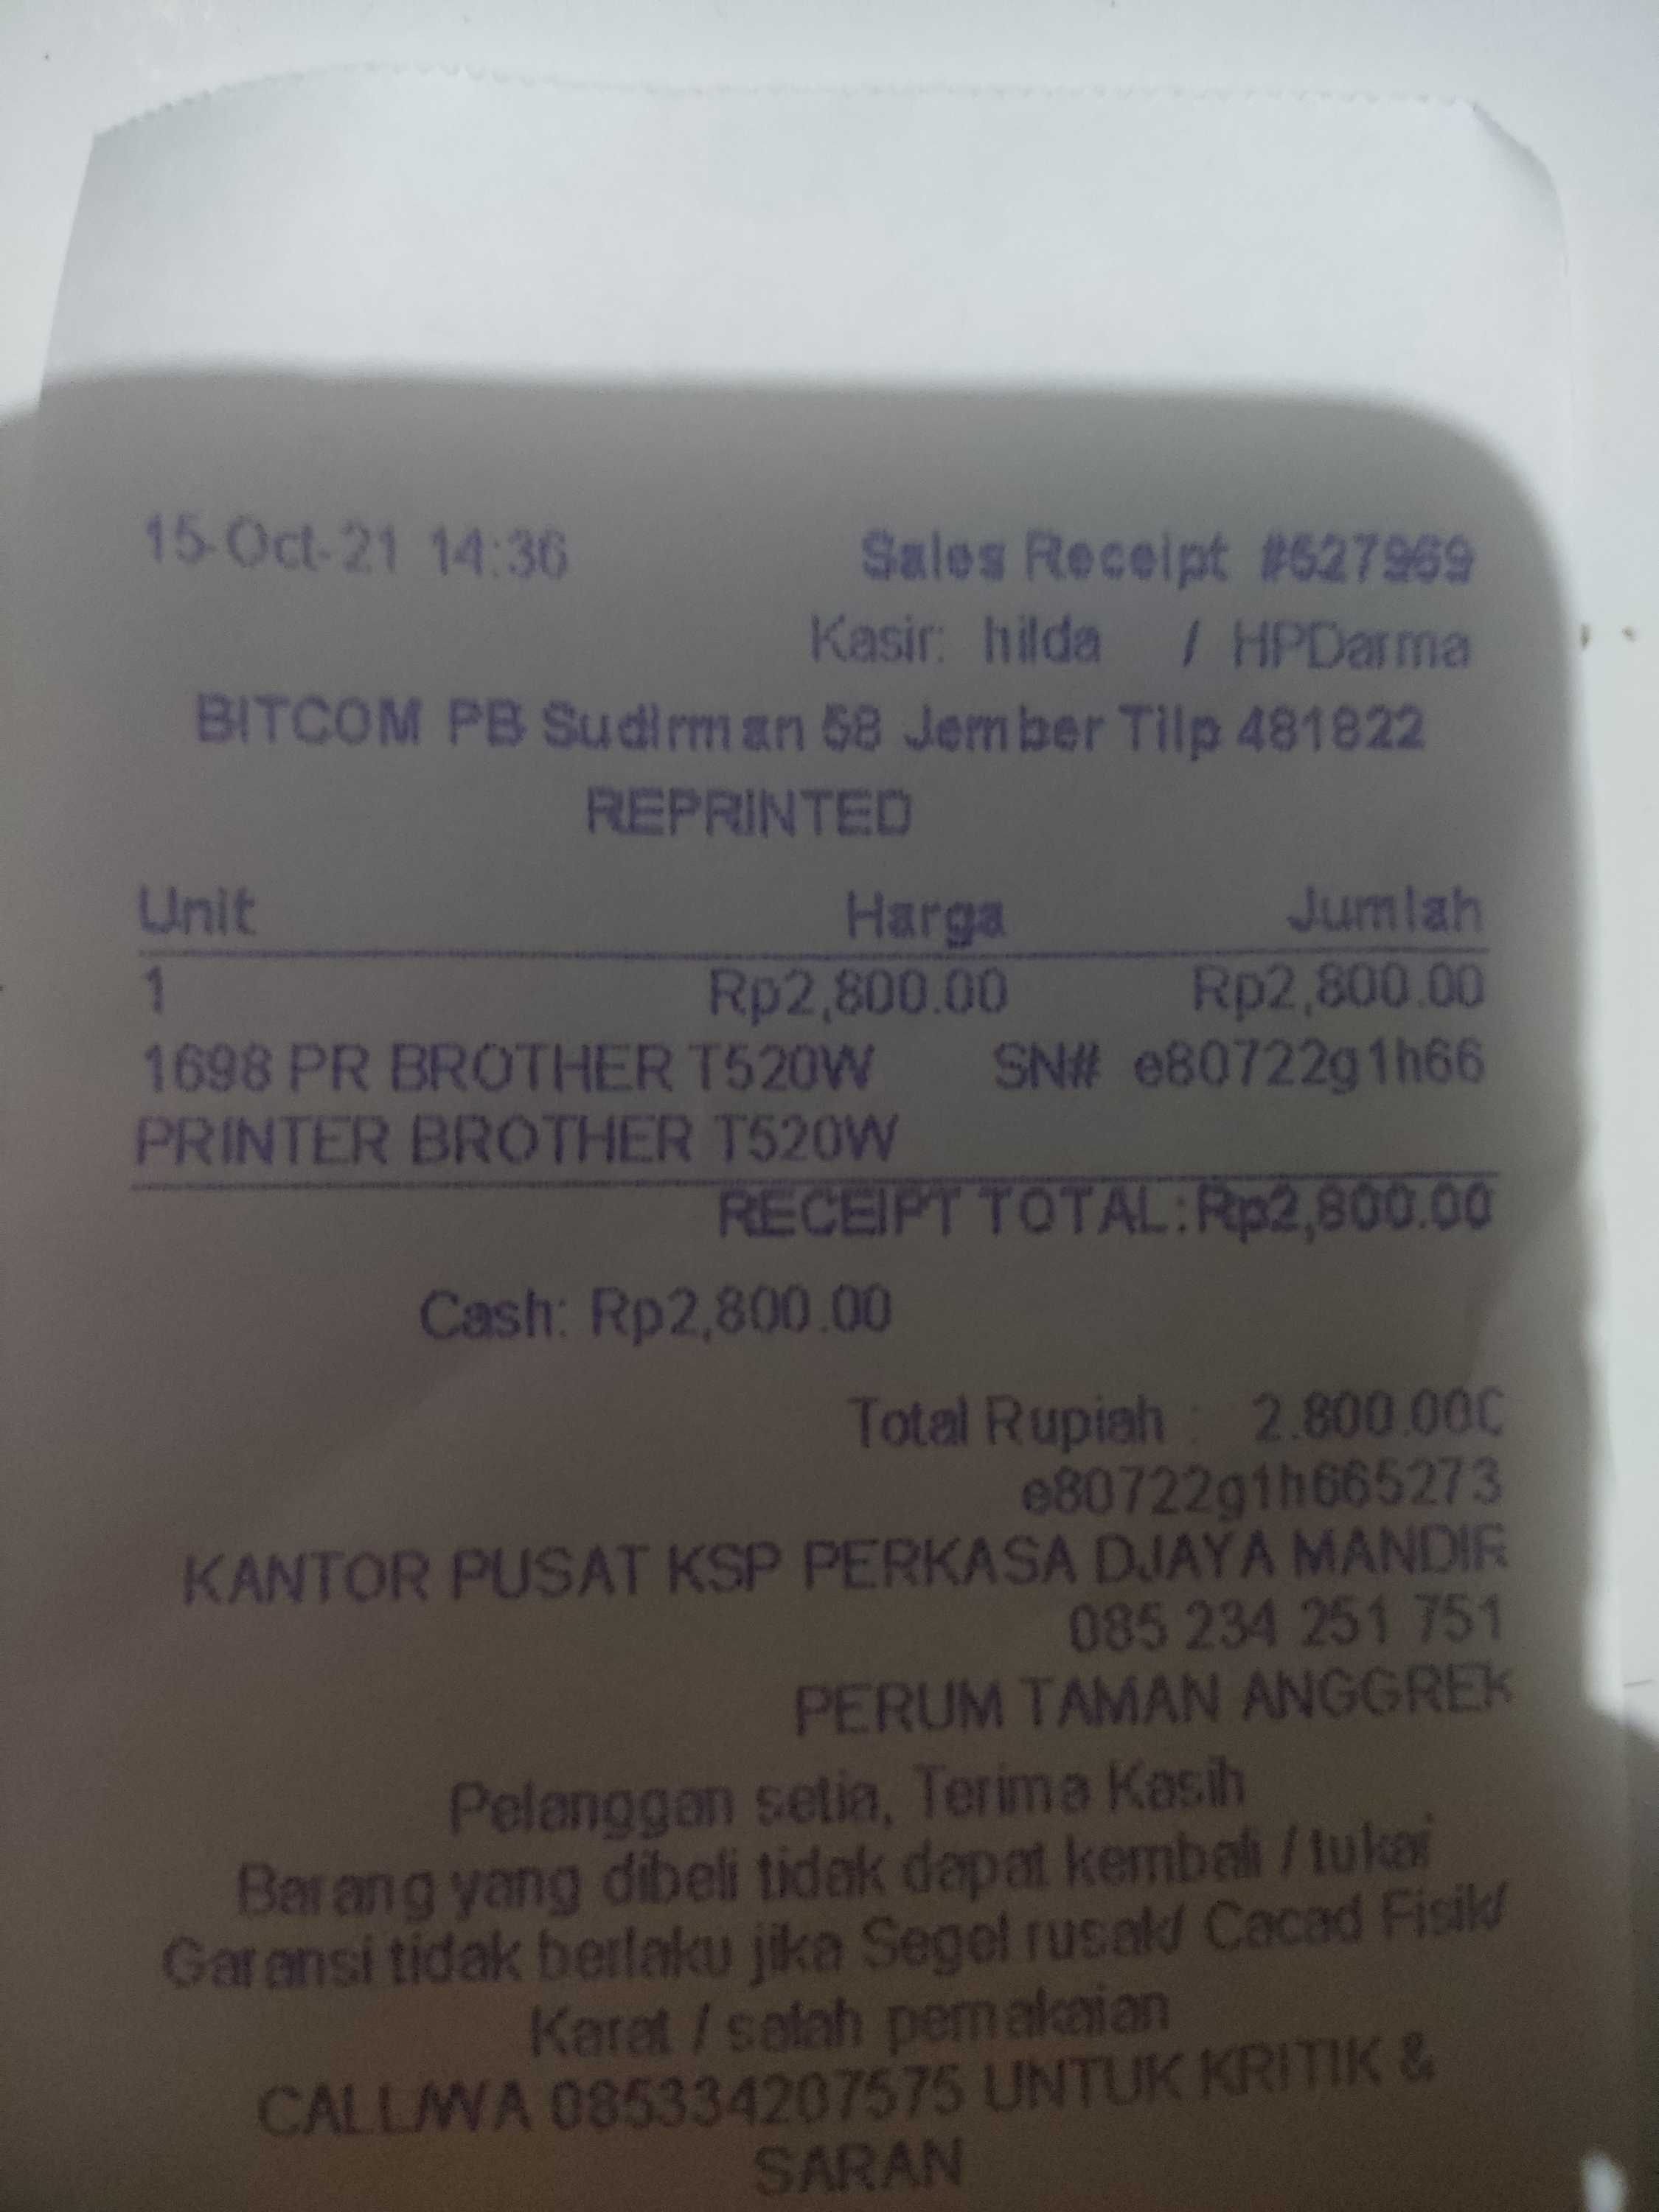 15-Oct-21 14:36 Sales Receipt #527969
Kasir: hilda / HPDarma
BITCOM PB Sudirman 58 Jember Tilp 481822
REPRINTED
Unit Harga Jumlah
1 Rp2,800.00 Rp2,800.00
1698 PR BROTHER T520W SN# e80722g1h66
PRINTER BROTHER T520W
RECEIPT TOTAL: Rp2,800.00
Cash: Rp2,800.00
Total Rupiah : 2.800.000
e80722g1h665273
KANTOR PUSAT KSP PERKASA DJAYA MANDIR
085 234 251 751
PERUM TAMAN ANGGREK
Pelanggan setia, Terima Kasih
Barang yang dibeli tidak dapat kembali / tukar
Garansi tidak berlaku jika Segel rusak/ Cacad Fisik/
Karat / salah pemakaian
CALL/WA 085334207575 UNTUK KRITIK &
SARAN